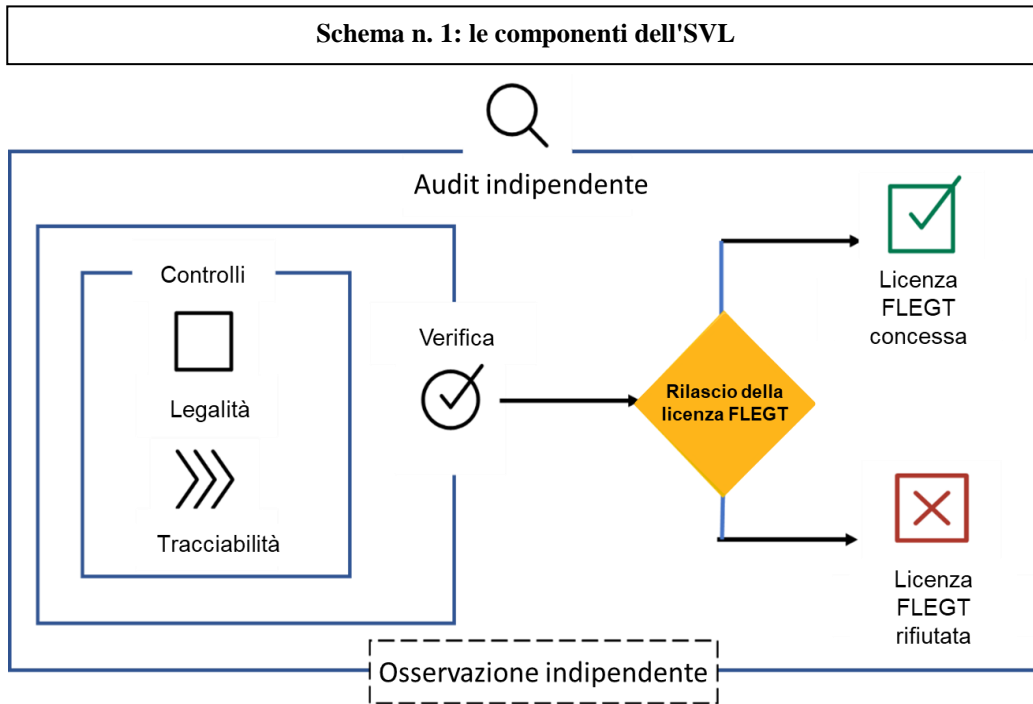 Schema n. 1: le componenti dell'SVL
Audit indipendente
Controlli
Legalità
Tracciabilità
Verifica
Rilascio della
licenza FLEGT
Licenza
FLEGT
concessa
Licenza
FLEGT
rifiutata
Osservazione indipendente